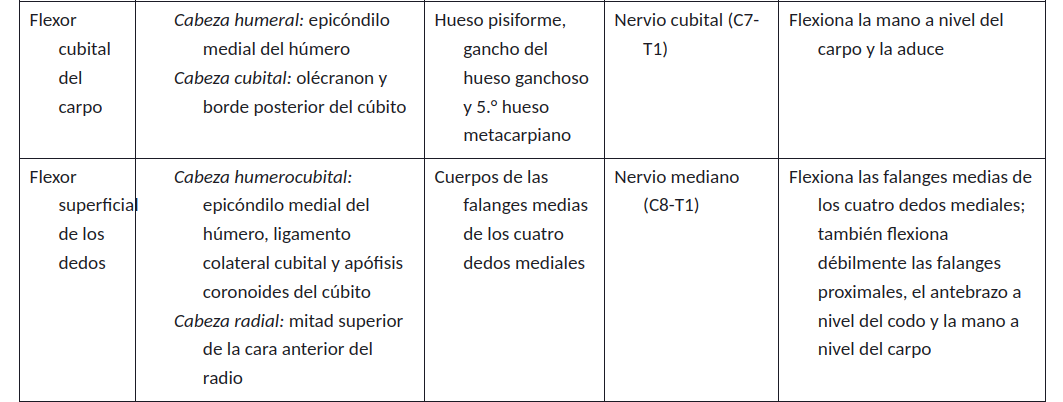 Flexor
cubital
del
carpo
Cabeza humeral: epicóndilo
medial del húmero
Cabeza cubital: olécranon y
borde posterior del cúbito
Hueso pisiforme,
gancho del
hueso ganchoso
y 5.º hueso
metacarpiano
Nervio cubital (C7-
T1)
Flexiona la mano a nivel del
carpo y la aduce
Flexor
superficial
de los
dedos
Cabeza humerocubital:
epicóndilo medial del
húmero, ligamento
colateral cubital y apófisis
coronoides del cúbito
Cabeza radial: mitad superior
de la cara anterior del
radio
Cuerpos de las
falanges medias
de los cuatro
dedos mediales
Nervio mediano
(C8-T1)
Flexiona las falanges medias de
los cuatro dedos mediales;
también flexiona
débilmente las falanges
proximales, el antebrazo a
nivel del codo y la mano a
nivel del carpo